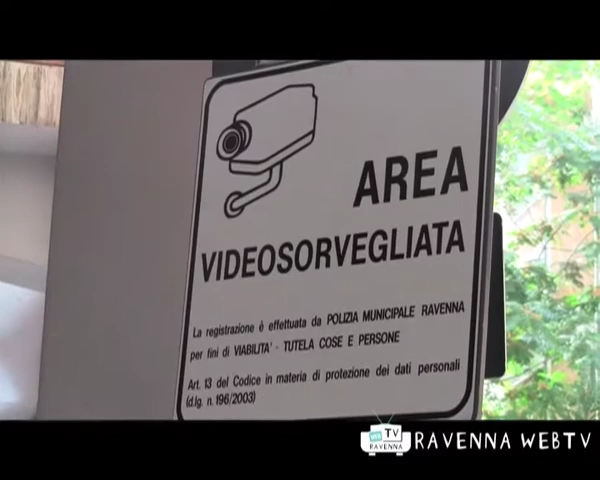 AREA
VIDEOSORVEGLIATA
La registrazione è effettuata da POLIZIA MUNICIPALE RAVENNA
per fini di VIABILITA' - TUTELA COSE E PERSONE
Art. 13 del Codice in materia di protezione dei dati personali
(d.lg. n. 196/2003)
WEB TV
RAVENNA
RAVENNA WEBTV